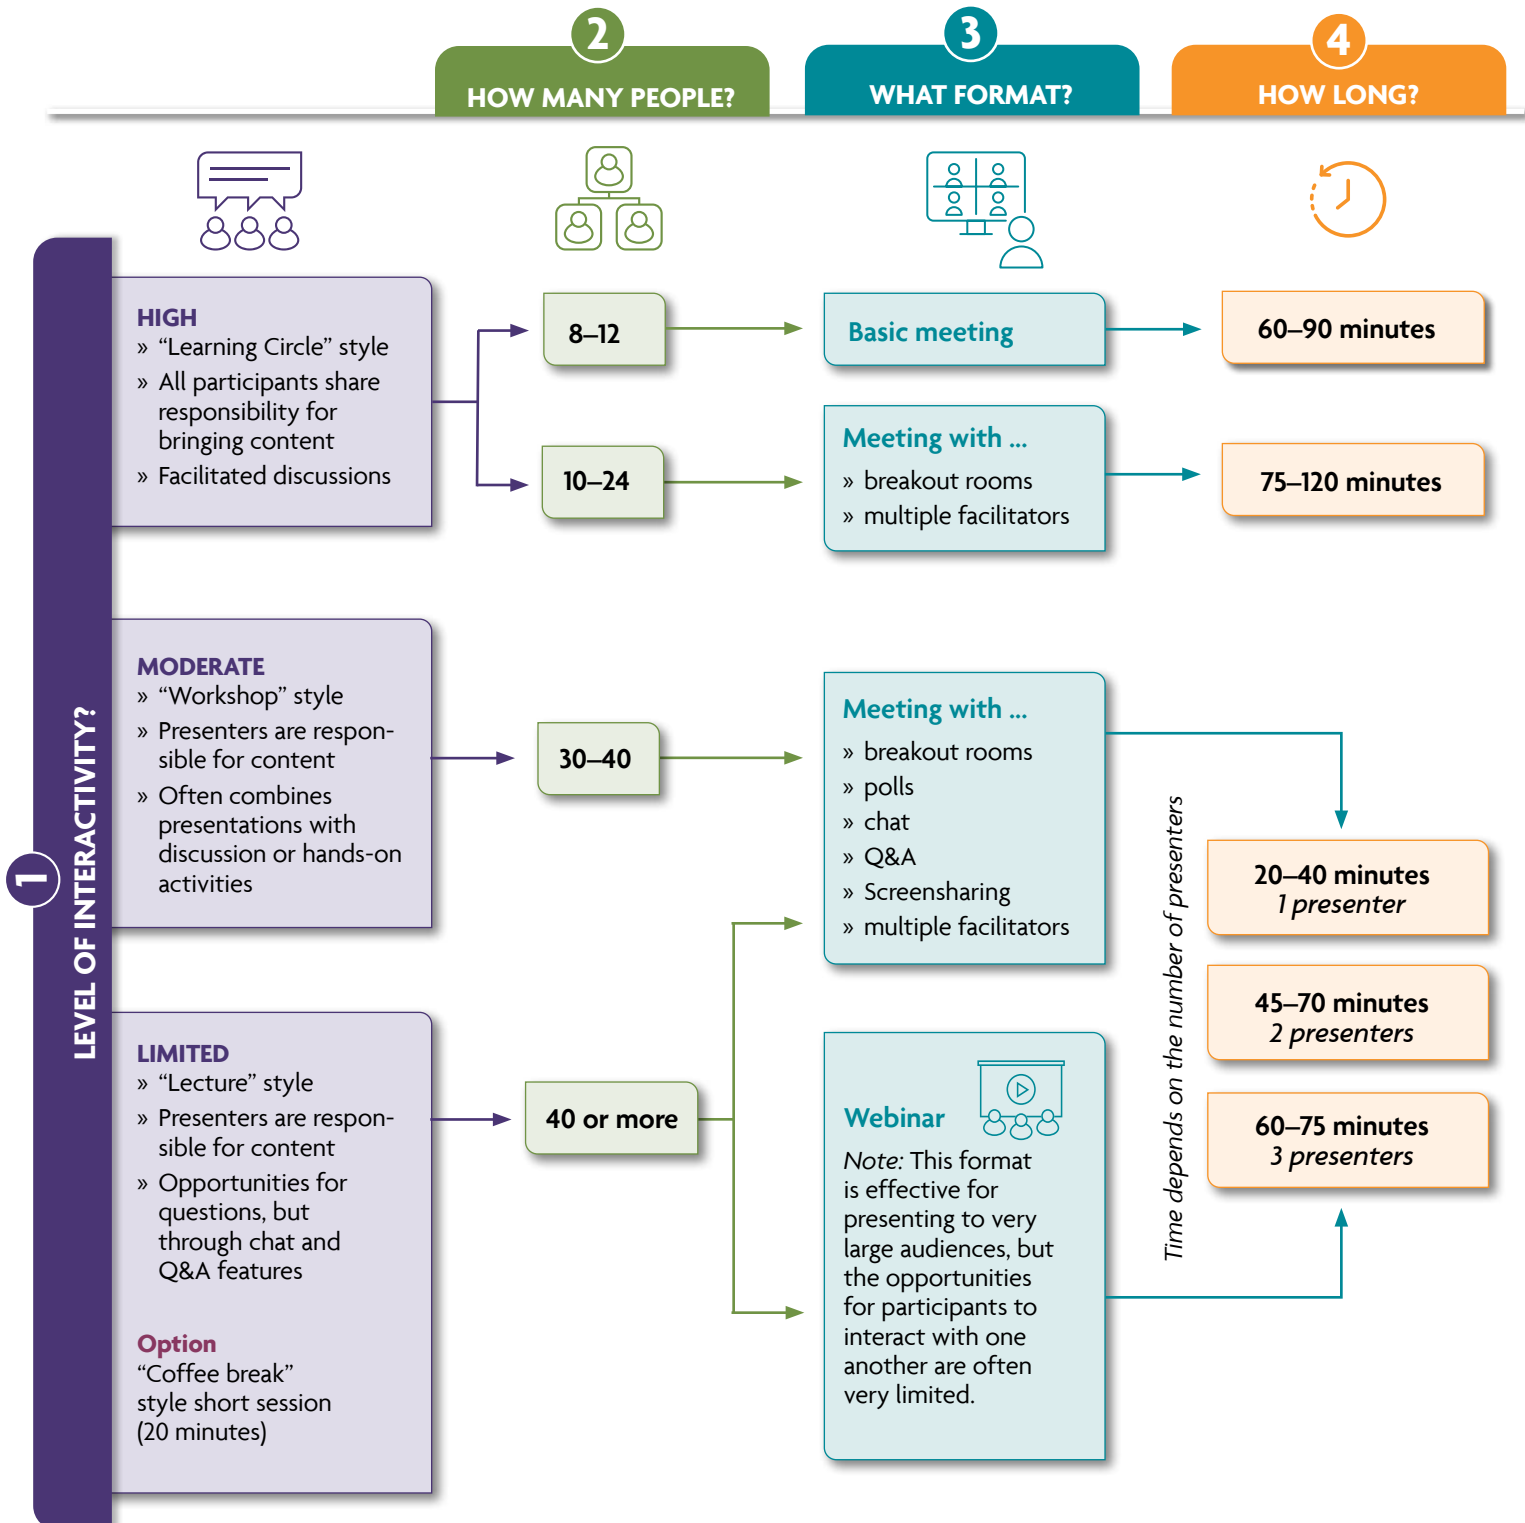 2
HOW MANY PEOPLE?
3
WHAT FORMAT?
4
HOW LONG?
1
LEVEL OF INTERACTIVITY?
HIGH
» “Learning Circle” style
» All participants share
responsibility for
bringing content
» Facilitated discussions
8–12
Basic meeting
60–90 minutes
10–24
Meeting with ...
» breakout rooms
» multiple facilitators
75–120 minutes
MODERATE
» “Workshop” style
» Presenters are respon-
sible for content
» Often combines
presentations with
discussion or hands-on
activities
30–40
Meeting with ...
» breakout rooms
» polls
» chat
» Q&A
» Screensharing
» multiple facilitators
LIMITED
» “Lecture” style
» Presenters are respon-
sible for content
» Opportunities for
questions, but
through chat and
Q&A features
Option
“Coffee break”
style short session
(20 minutes)
40 or more
Webinar
Note: This format
is effective for
presenting to very
large audiences, but
the opportunities
for participants to
interact with one
another are often
very limited.
Time depends on the number of presenters
20–40 minutes
1 presenter
45–70 minutes
2 presenters
60–75 minutes
3 presenters